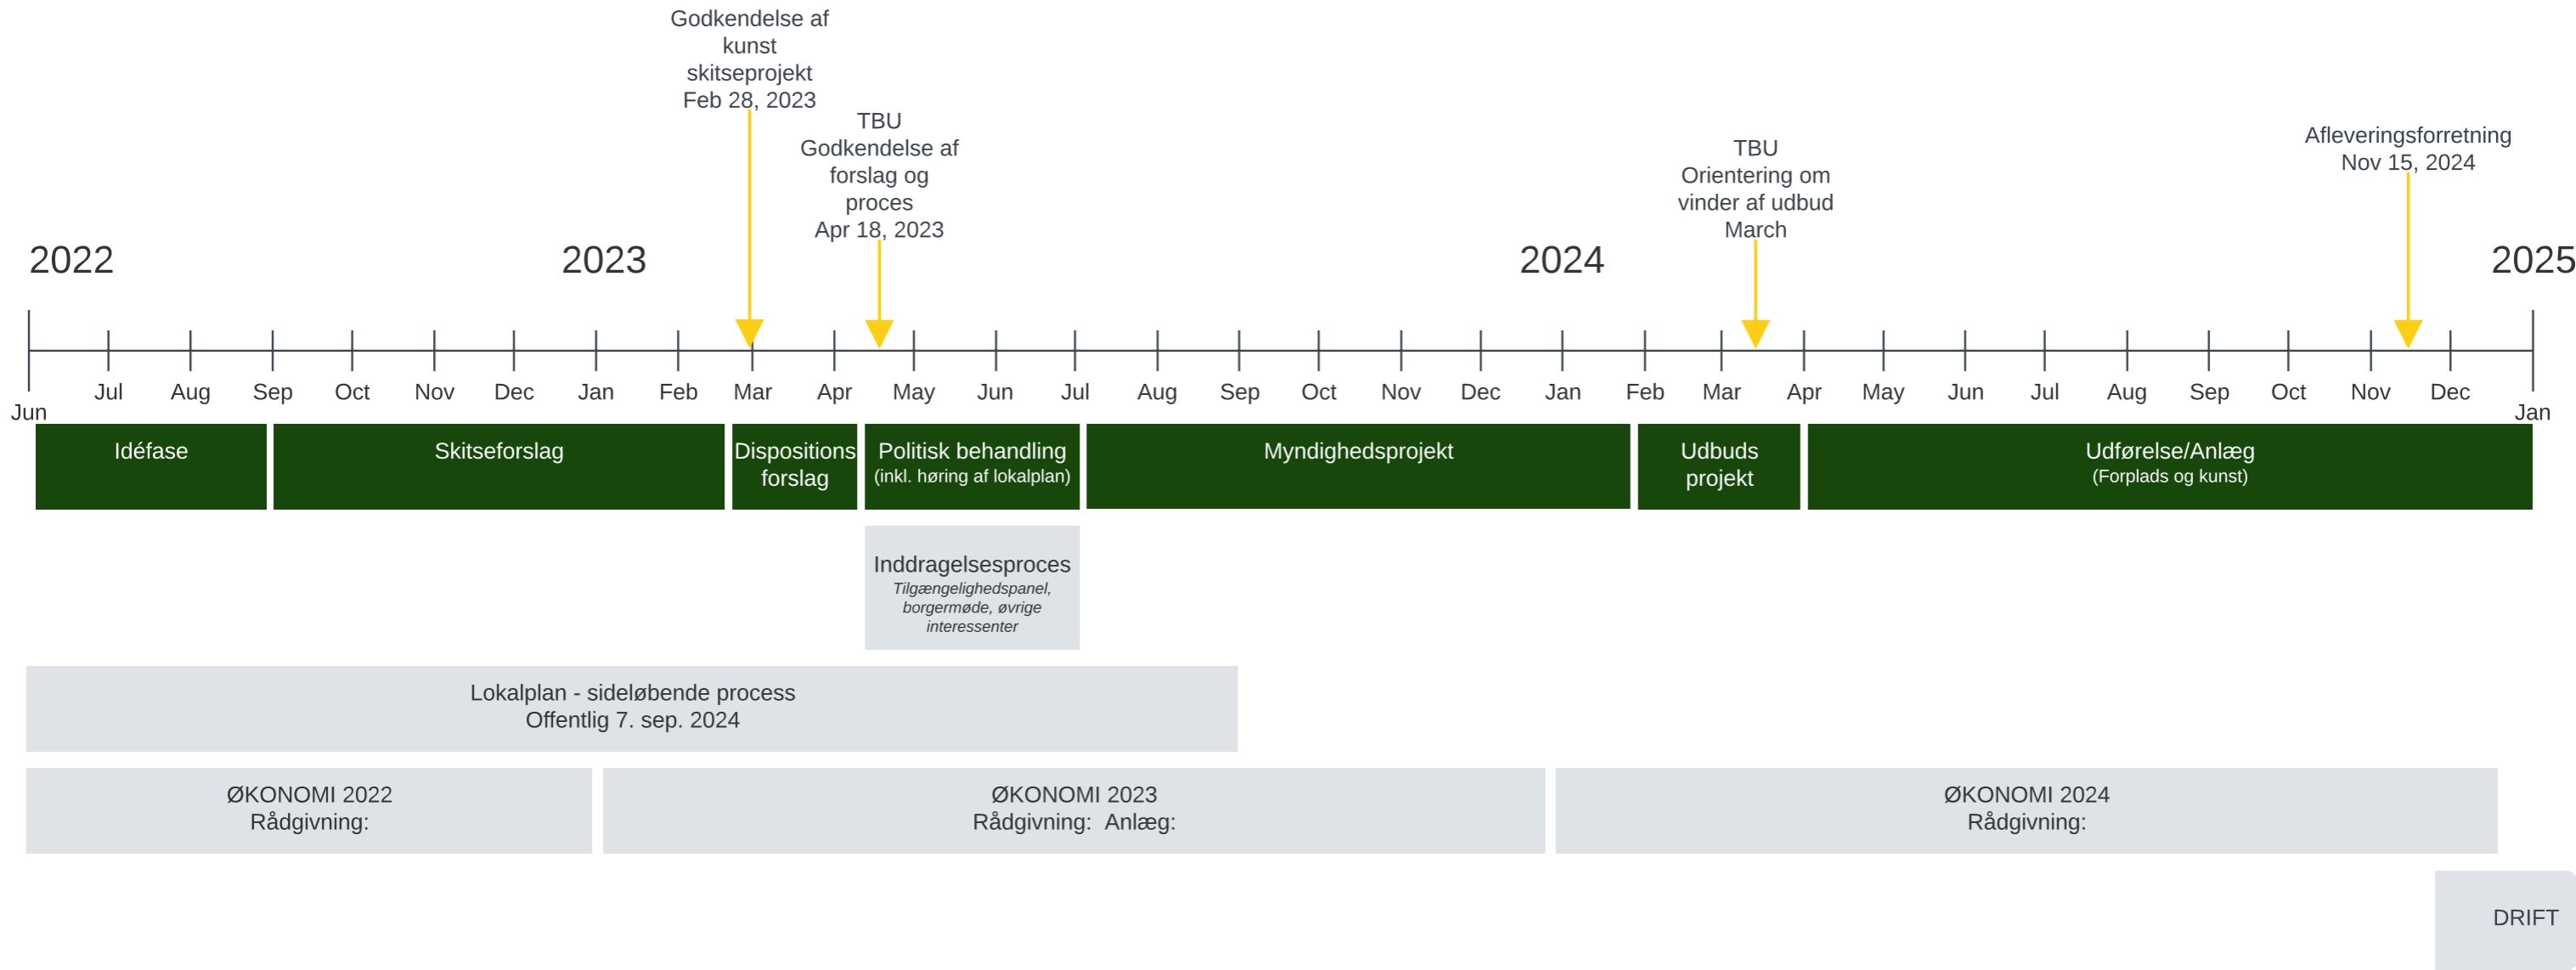 Godkendelse af
kunst
skitseprojekt
Feb 28, 2023
TBU
Godkendelse af
forslag og
proces
Apr 18, 2023
TBU
Orientering om
vinder af udbud
March
Afleveringsforretning
Nov 15, 2024
2022 2023 2024 2025
Jun Jul Aug Sep Oct Nov Dec Jan Feb Mar Apr May Jun Jul Aug Sep Oct Nov Dec Jan Feb Mar Apr May Jun Jul Aug Sep Oct Nov Dec Jan
Idéfase
Skitseforslag
Dispositions
forslag
Politisk behandling
(inkl. høring af lokalplan)
Myndighedsprojekt
Udbuds
projekt
Udførelse/Anlæg
(Forplads og kunst)
Inddragelsesproces
Tilgængelighedspanel,
borgermøde, øvrige
interessenter
Lokalplan - sideløbende process
Offentlig 7. sep. 2024
ØKONOMI 2022
Rådgivning:
ØKONOMI 2023
Rådgivning: Anlæg:
ØKONOMI 2024
Rådgivning:
DRIFT